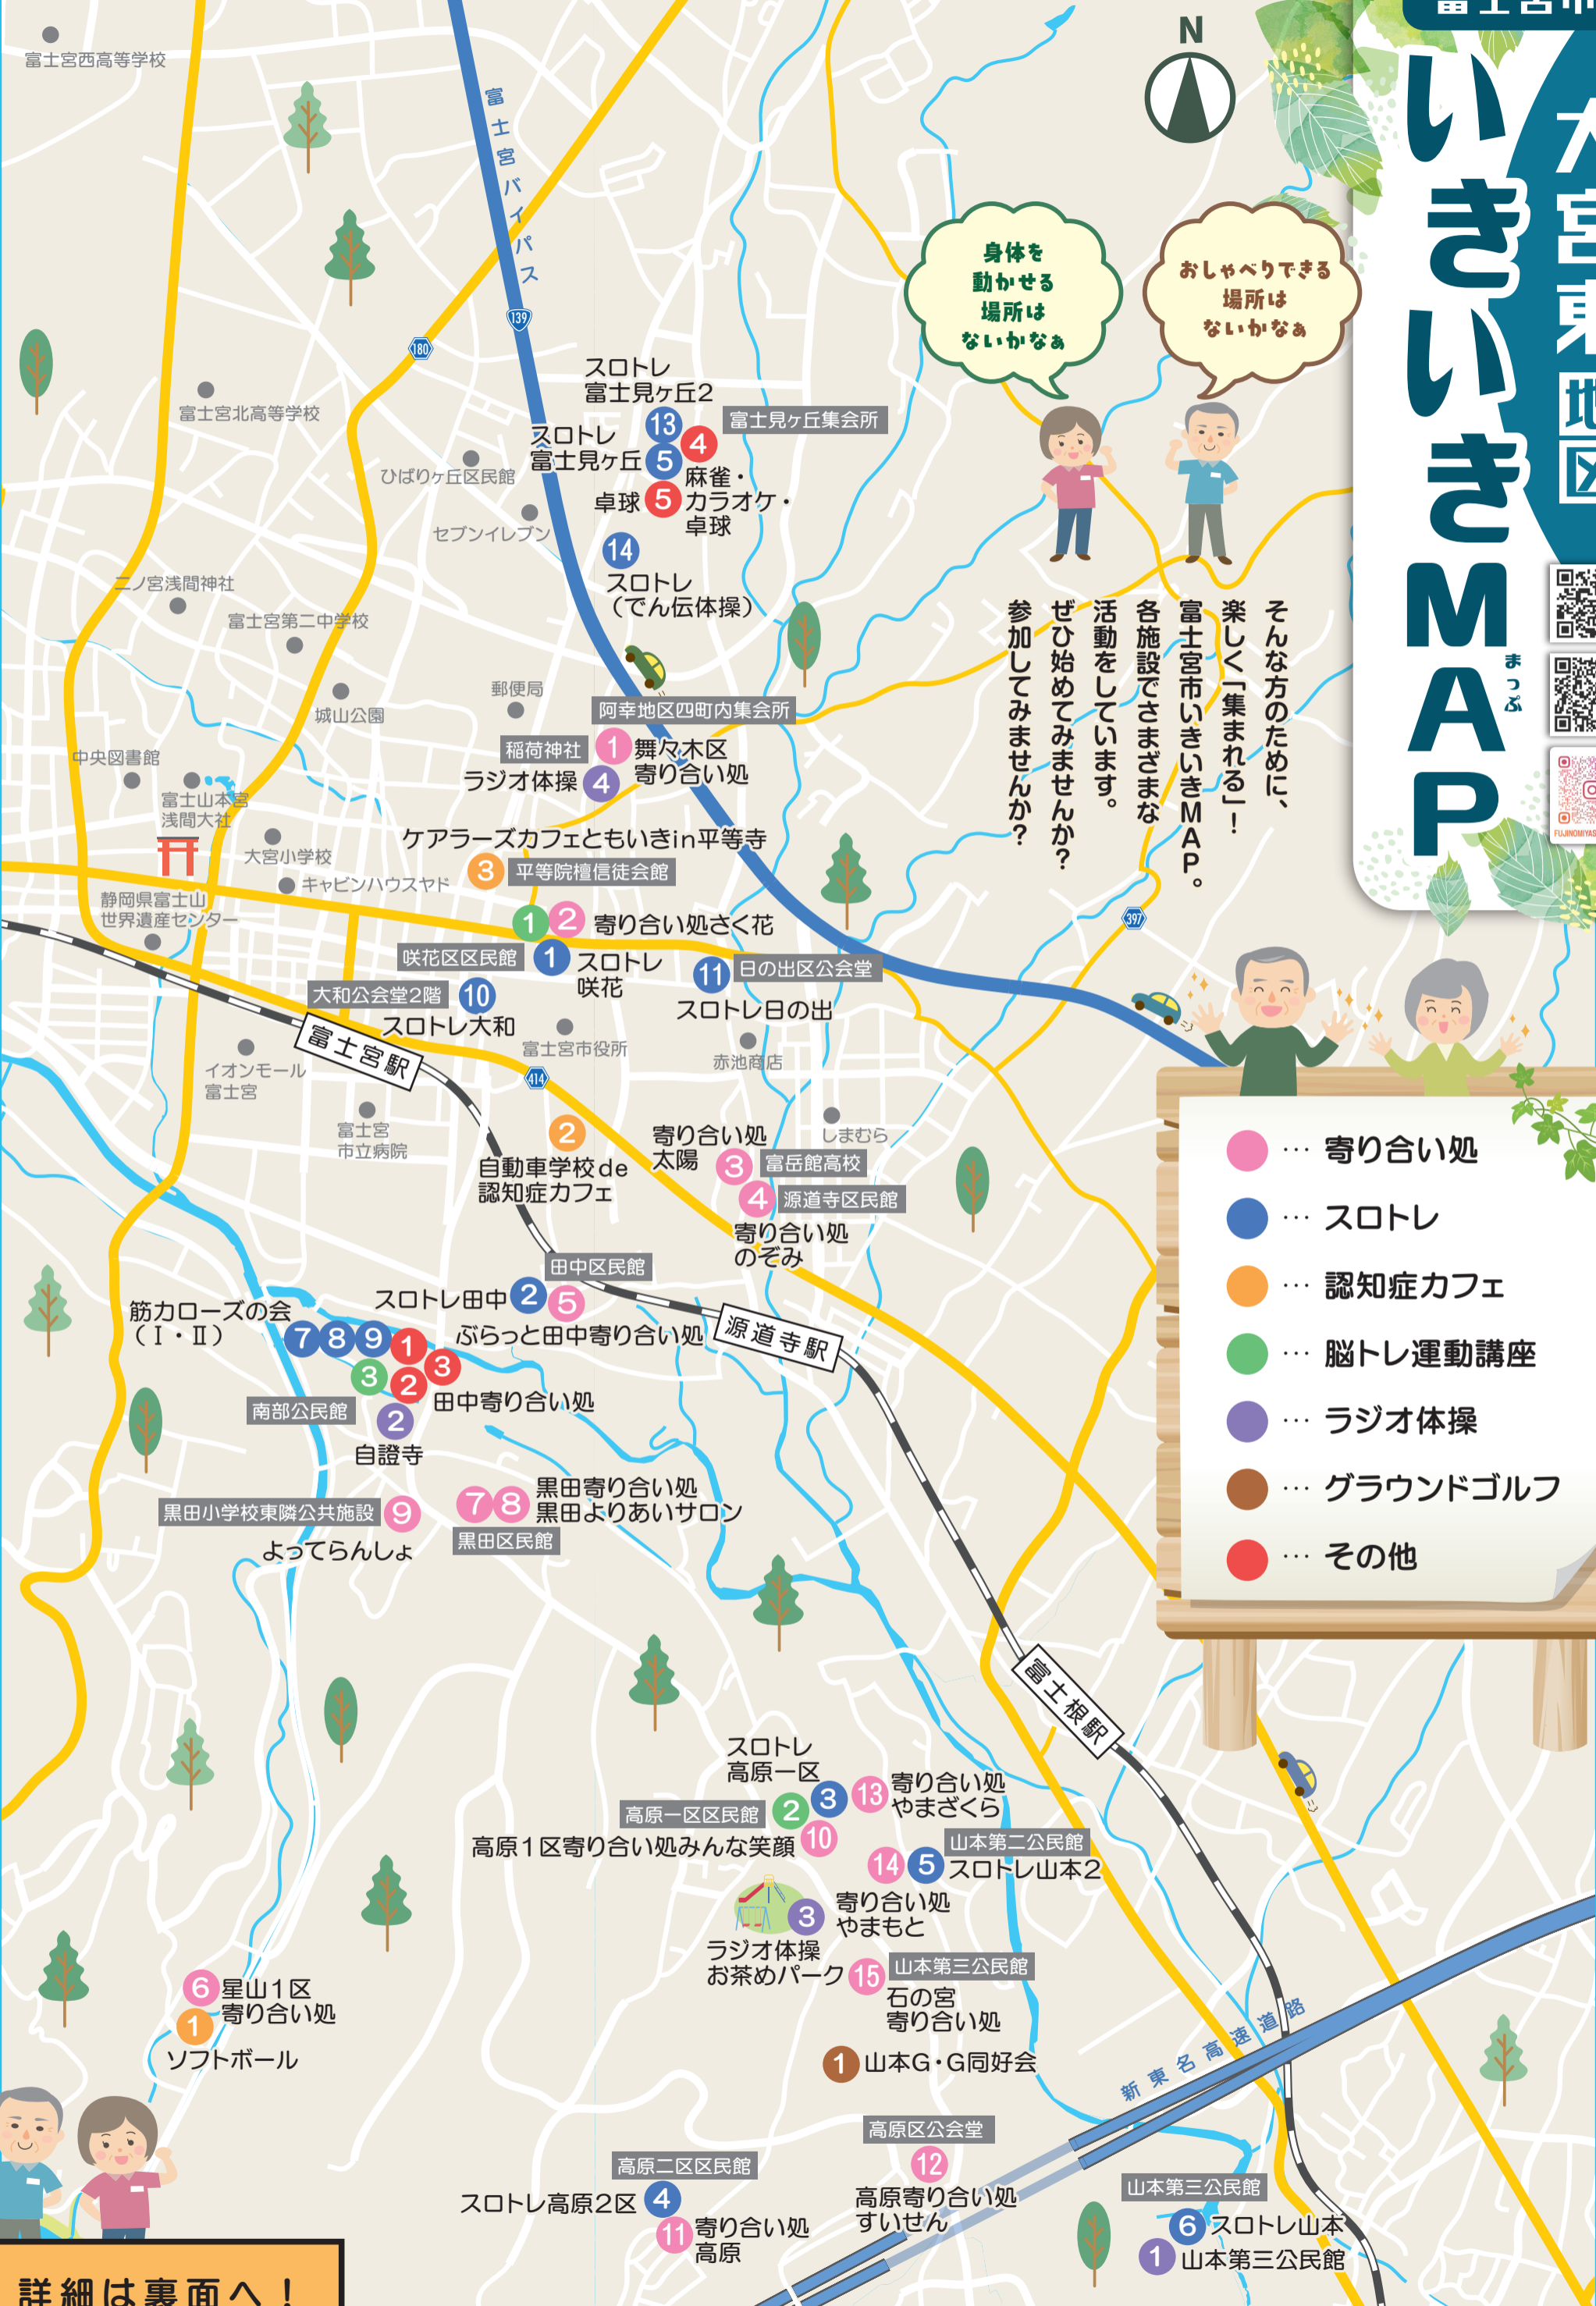 富士宮市
大宮東
地区
いきいきMAP
まっぷ
N
身体を
動かせる
場所は
ないかなぁ
おしゃべりできる
場所は
ないかなぁ
そんな方のために、
楽しく「集まれる」！
富士宮市いきいきMAP。
各施設でさまざまな
活動をしています。
ぜひ始めてみませんか？
参加してみませんか？
富士宮西高等学校
富士宮バイパス
139
180
富士宮北高等学校
ひばりヶ丘区民館
セブンイレブン
スロトレ
富士見ヶ丘2
13
富士見ヶ丘集会所
スロトレ
富士見ヶ丘
5
4
麻雀・
カラオケ・
卓球
卓球
5
14
スロトレ
（でん伝体操）
二ノ宮浅間神社
富士宮第二中学校
城山公園
郵便局
阿幸地区四町内集会所
稲荷神社
1
舞々木区
寄り合い処
ラジオ体操
4
中央図書館
富士山本宮
浅間大社
大宮小学校
キャビンハウスヤド
静岡県富士山
世界遺産センター
ケアラーズカフェともいきin平等寺
3
平等院檀信徒会館
397
1
2
寄り合い処さく花
咲花区区民館
1
スロトレ
咲花
11
日の出区公会堂
スロトレ日の出
大和公会堂2階
10
スロトレ大和
富士宮駅
富士宮市役所
赤池商店
イオンモール
富士宮
414
富士宮
市立病院
しまむら
2
自動車学校de
認知症カフェ
寄り合い処
太陽
3
富岳館高校
4
源道寺区民館
寄り合い処
のぞみ
田中区民館
スロトレ田中
2
5
ぶらっと田中寄り合い処
源道寺駅
筋力ローズの会
（Ⅰ・Ⅱ）
7
8
9
1
3
3
2
田中寄り合い処
南部公民館
2
自證寺
黒田小学校東隣公共施設
9
よってらんしょ
7
8
黒田寄り合い処
黒田よりあいサロン
黒田区民館
… 寄り合い処
… スロトレ
… 認知症カフェ
… 脳トレ運動講座
… ラジオ体操
… グラウンドゴルフ
… その他
富士根駅
スロトレ
高原一区
高原一区区民館
2
3
13
寄り合い処
やまざくら
高原1区寄り合い処みんな笑顔
10
山本第二公民館
14
5
スロトレ山本2
寄り合い処
やまもと
3
ラジオ体操
お茶めパーク
15
山本第三公民館
石の宮
寄り合い処
1
山本G・G同好会
新東名高速道路
6
星山1区
寄り合い処
1
ソフトボール
高原区公会堂
12
高原寄り合い処
すいせん
高原二区区民館
スロトレ高原2区
4
11
寄り合い処
高原
山本第三公民館
6
スロトレ山本
1
山本第三公民館
詳細は裏面へ！